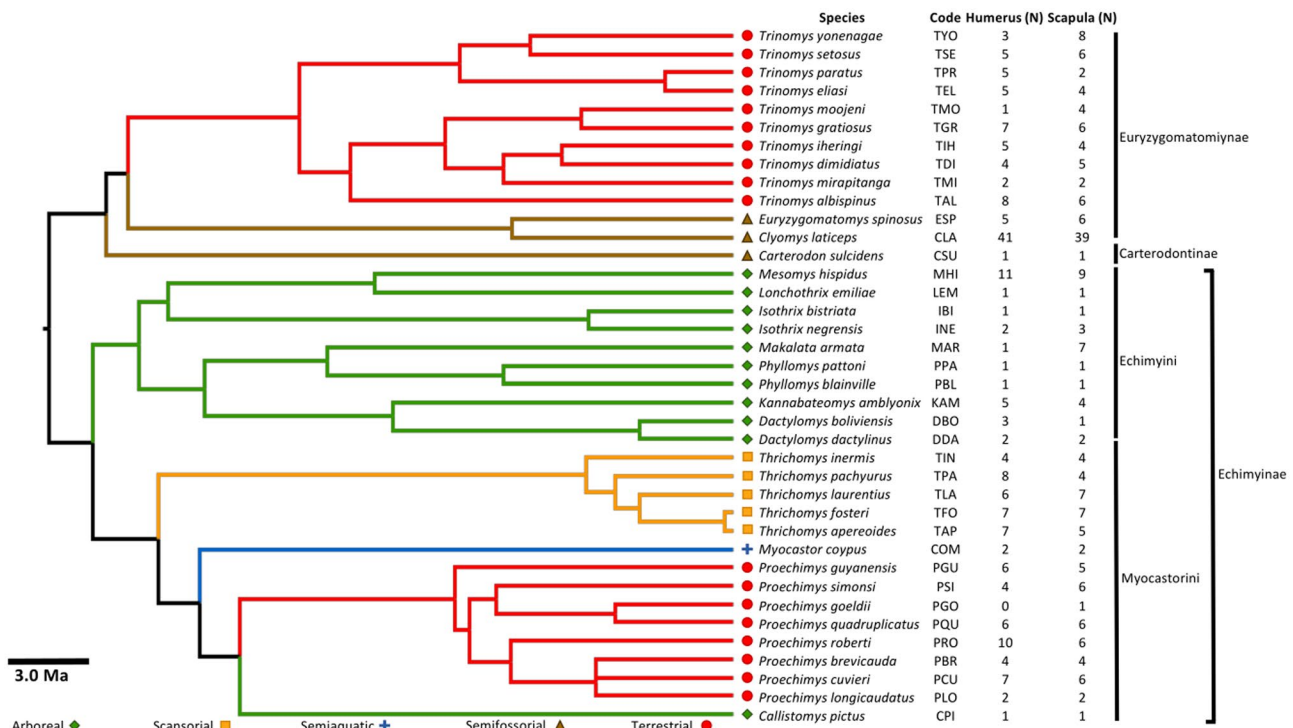 Species Code Humerus (N) Scapula (N)
Trinomys yonenagae TYO 3 8
Trinomys setosus TSE 5 6
Trinomys paratus TPR 5 2
Trinomys eliasi TEL 5 4
Trinomys moojeni TMO 1 4
Trinomys gratiosus TGR 7 6
Euryzygomatomiynae
Trinomys iheringi TIH 5 4
Trinomys dimidiatus TDI 4 5
Trinomys mirapitanga TMI 2 2
Trinomys albispinus TAL 8 6
Euryzygomatomys spinosus ESP 5 6
Clyomys laticeps CLA 41 39
Carterodon sulcidens CSU 1 1 Carterodontinae
Mesomys hispidus MHI 11 9
Lonchothrix emiliae LEM 1 1
Isothrix bistriata IBI 1 1
Isothrix negrensis INE 2 3
Makalata armata MAR 1 7
Phyllomys pattoni PPA 1 1 Echimyini
Phyllomys blainville PBL 1 1
Kannabateomys amblyonix KAM 5 4
Dactylomys boliviensis DBO 3 1
Dactylomys dactylinus DDA 2 2
Thrichomys inermis TIN 4 4
Thrichomys pachyurus TPA 8 4 Echimyinae
Thrichomys laurentius TLA 6 7
Thrichomys fosteri TFO 7 7
Thrichomys apereoides TAP 7 5
Myocastor coypus COM 2 2
Proechimys guyanensis PGU 6 5 Myocastorini
Proechimys simonsi PSI 4 6
Proechimys goeldii PGO 0 1
Proechimys quadruplicatus PQU 6 6
Proechimys roberti PRO 10 6
Proechimys brevicauda PBR 4 4
Proechimys cuvieri PCU 7 6
Proechimys longicaudatus PLO 2 2
Callistomys pictus CPI 1 1
3.0 Ma
Arboreal Scansorial Semiaquatic Semifossorial Terrestrial